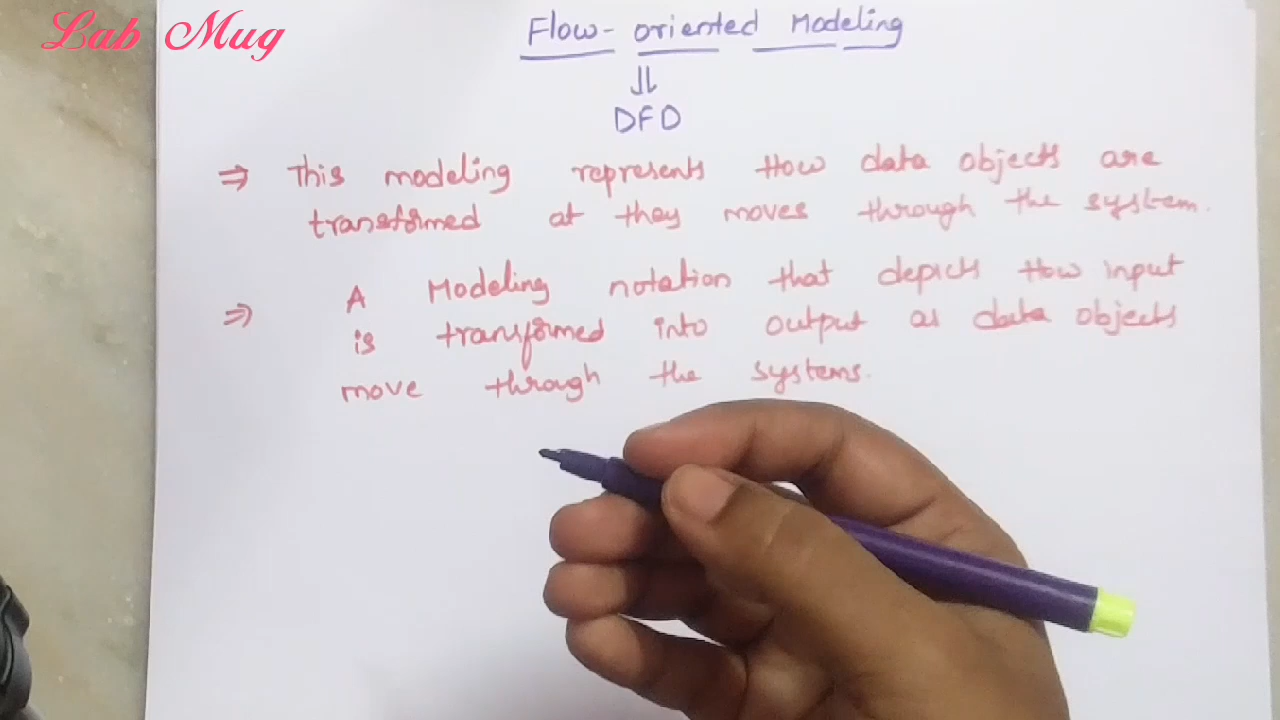 Lab Mug
Flow- oriented Modeling
⇓
DFD
⇒ This modeling represents How data objects are
transformed at they moves through the system.
⇒ A Modeling notation that depicts How input
is transformed into output as data objects
move through the systems.